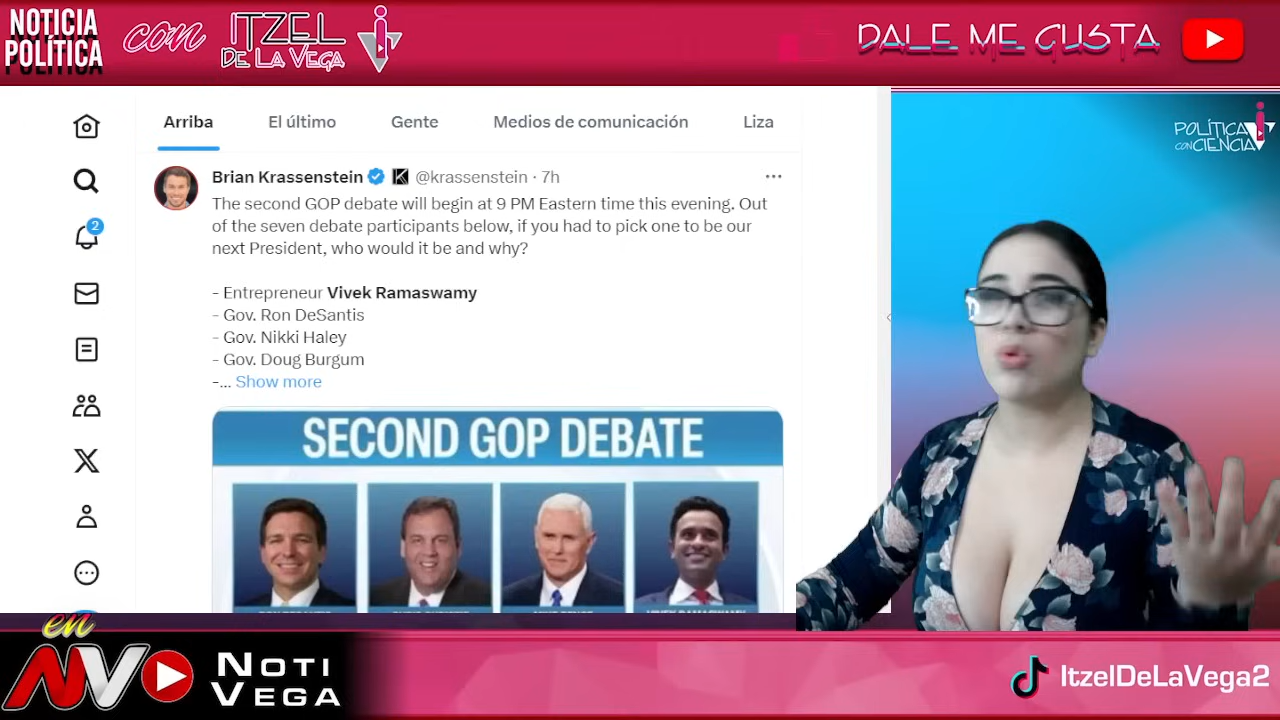 NOTICIA
POLÍTICA
con
ITZEL
DE LA VEGA
DALE ME GUSTA
Arriba
El último
Gente
Medios de comunicación
Liza
POLÍTICA
CON CIENCIA
2
Brian Krassenstein @krassenstein · 7h
The second GOP debate will begin at 9 PM Eastern time this evening. Out
of the seven debate participants below, if you had to pick one to be our
next President, who would it be and why?
- Entrepreneur Vivek Ramaswamy
- Gov. Ron DeSantis
- Gov. Nikki Haley
- Gov. Doug Burgum
-... Show more
SECOND GOP DEBATE
VIVEK RAMASWAMY
en
NV
NOTI
VEGA
ItzelDeLaVega2